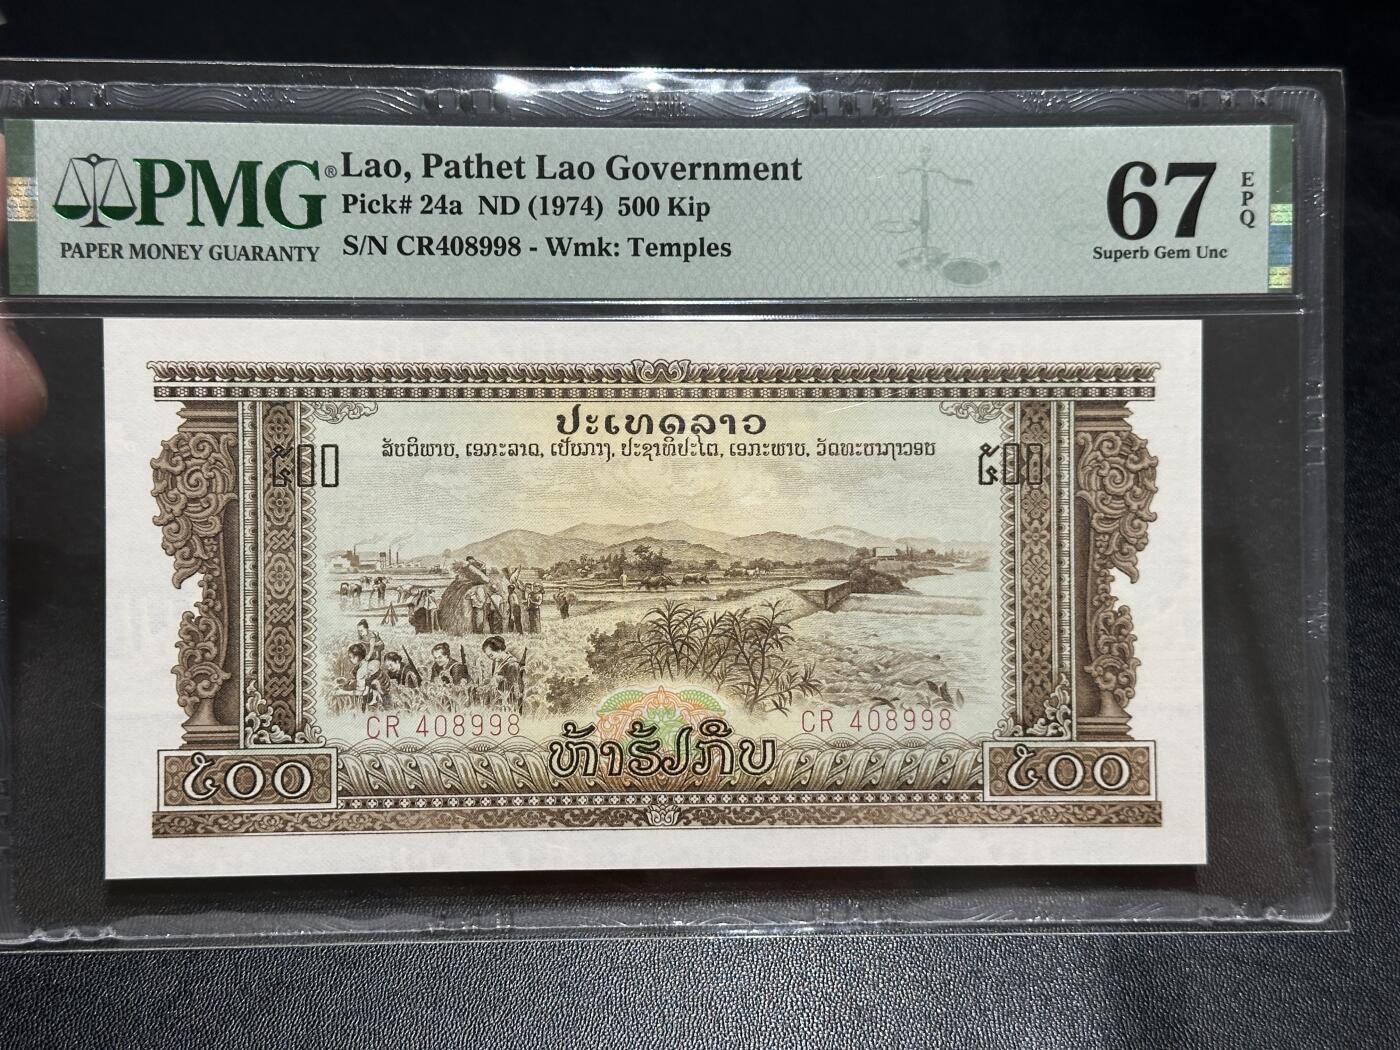 PMG®
PAPER MONEY GUARANTY
Lao, Pathet Lao Government
Pick# 24a ND (1974) 500 Kip
S/N CR408998 - Wmk: Temples
67
EPQ
Superb Gem Unc
ປະເທດລາວ
ສັນຕິພາບ, ເອກະລາດ, ເປັນກາງ, ປະຊາທິປະໄຕ, ເອກະພາບ, ວັດທະນາຖາວອນ
໕໐໐ ໕໐໐
CR 408998 CR 408998
ຫ້າຮ້ອຍກີບ
໕໐໐ ໕໐໐